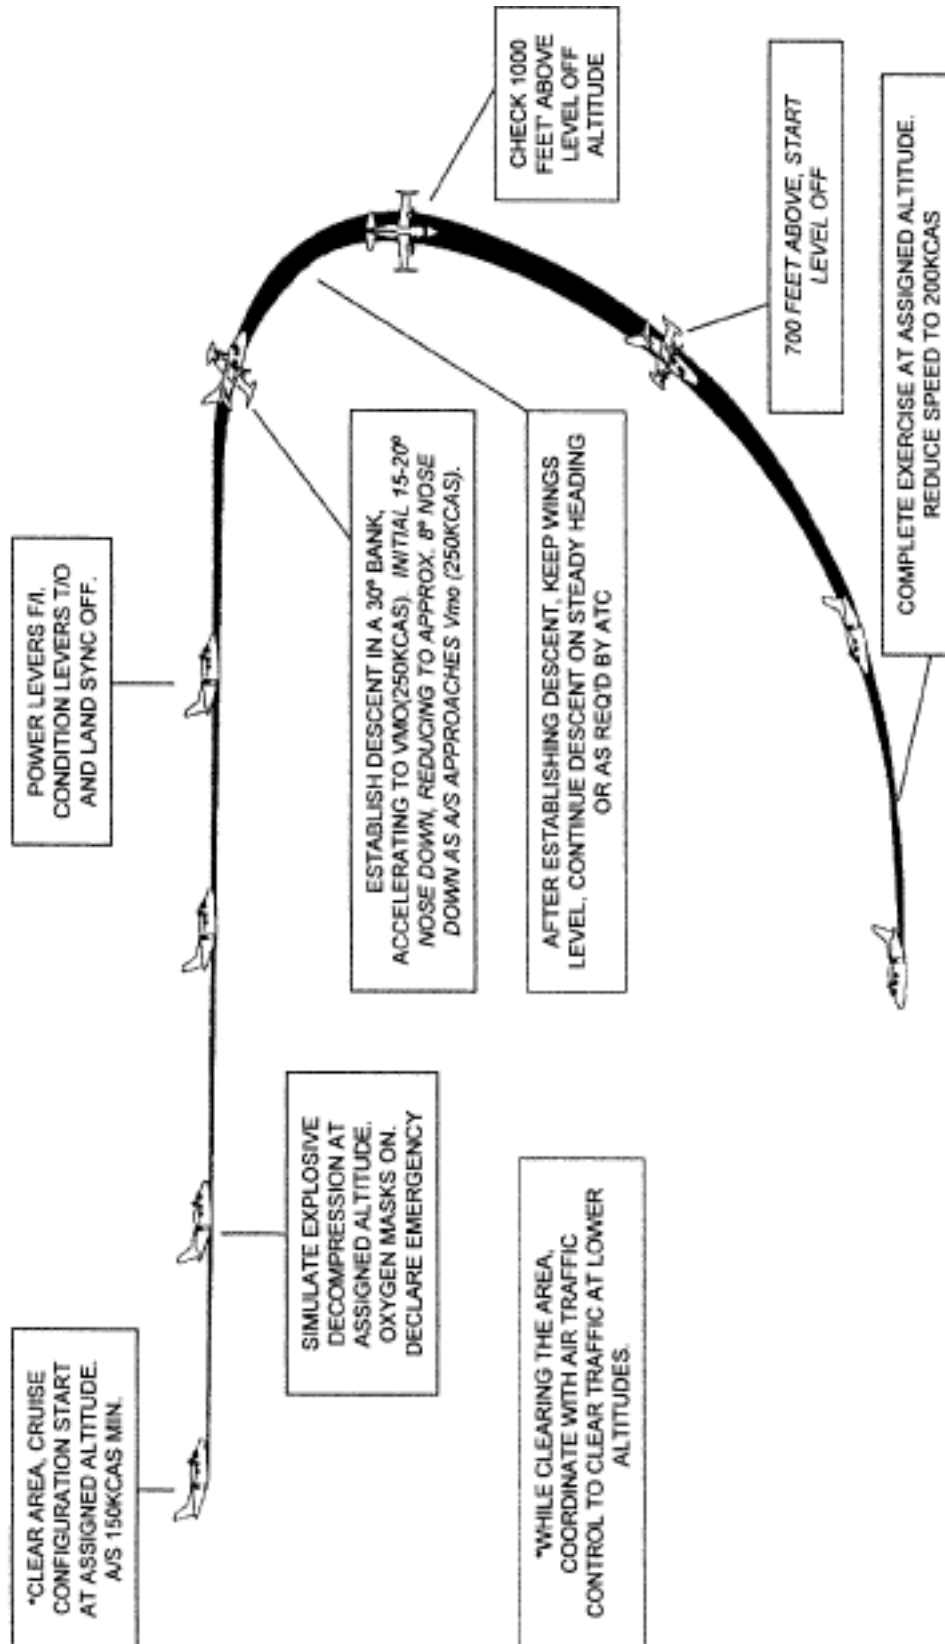 *CLEAR AREA, CRUISE
CONFIGURATION START
AT ASSIGNED ALTITUDE.
A/S 150KCAS MIN.
SIMULATE EXPLOSIVE
DECOMPRESSION AT
ASSIGNED ALTITUDE.
OXYGEN MASKS ON.
DECLARE EMERGENCY
POWER LEVERS F/I,
CONDITION LEVERS T/O
AND LAND SYNC OFF.
ESTABLISH DESCENT IN A 30º BANK,
ACCELERATING TO VMO(250KCAS). INITIAL 15-20º
NOSE DOWN, REDUCING TO APPROX. 8º NOSE
DOWN AS A/S APPROACHES Vmo (250KCAS).
AFTER ESTABLISHING DESCENT, KEEP WINGS
LEVEL, CONTINUE DESCENT ON STEADY HEADING
OR AS REQ'D BY ATC
CHECK 1000
FEET' ABOVE
LEVEL OFF
ALTITUDE
700 FEET ABOVE, START
LEVEL OFF
COMPLETE EXERCISE AT ASSIGNED ALTITUDE.
REDUCE SPEED TO 200KCAS
*WHILE CLEARING THE AREA,
COORDINATE WITH AIR TRAFFIC
CONTROL TO CLEAR TRAFFIC AT LOWER
ALTITUDES.